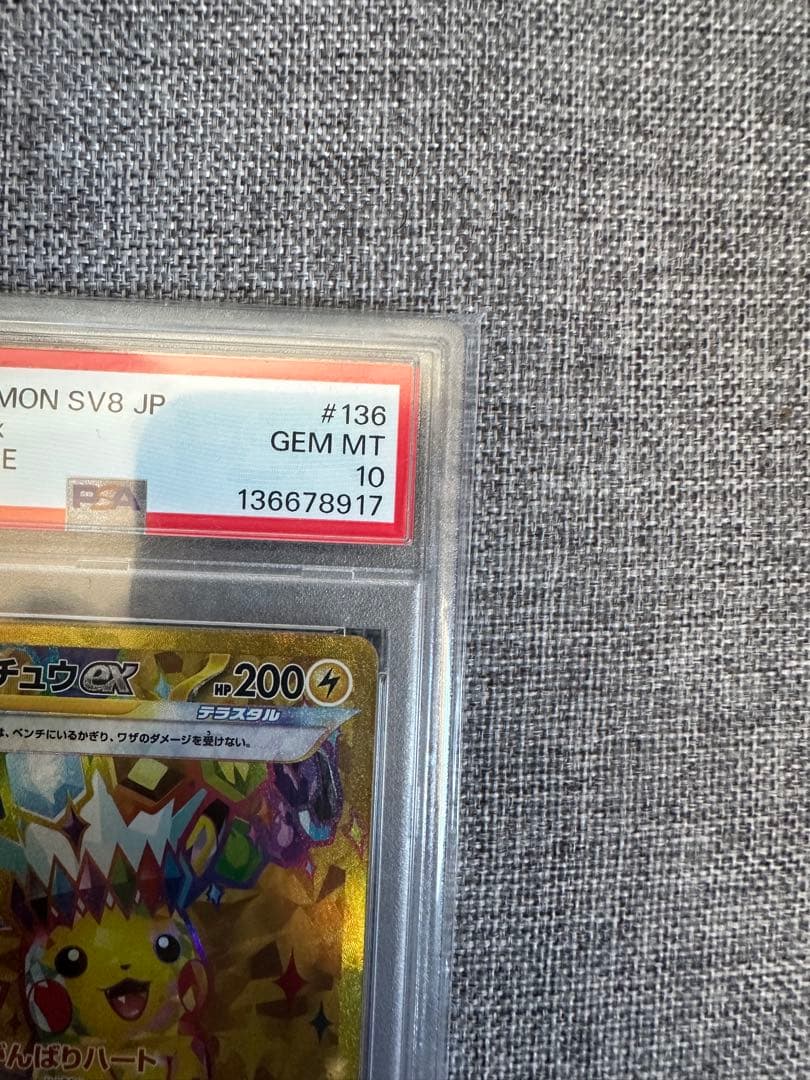 MON SV8 JP
#136
GEM MT
E
10
PSA
136678917
チュウex
HP 200
テラスタル
は、ベンチにいるかぎり、ワザのダメージを受けない。
がんばりハート